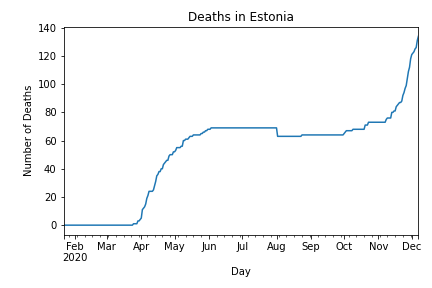 Deaths in Estonia
Number of Deaths
140
120
100
80
60
40
20
0
Feb Mar Apr May Jun Jul Aug Sep Oct Nov Dec
2020
Day